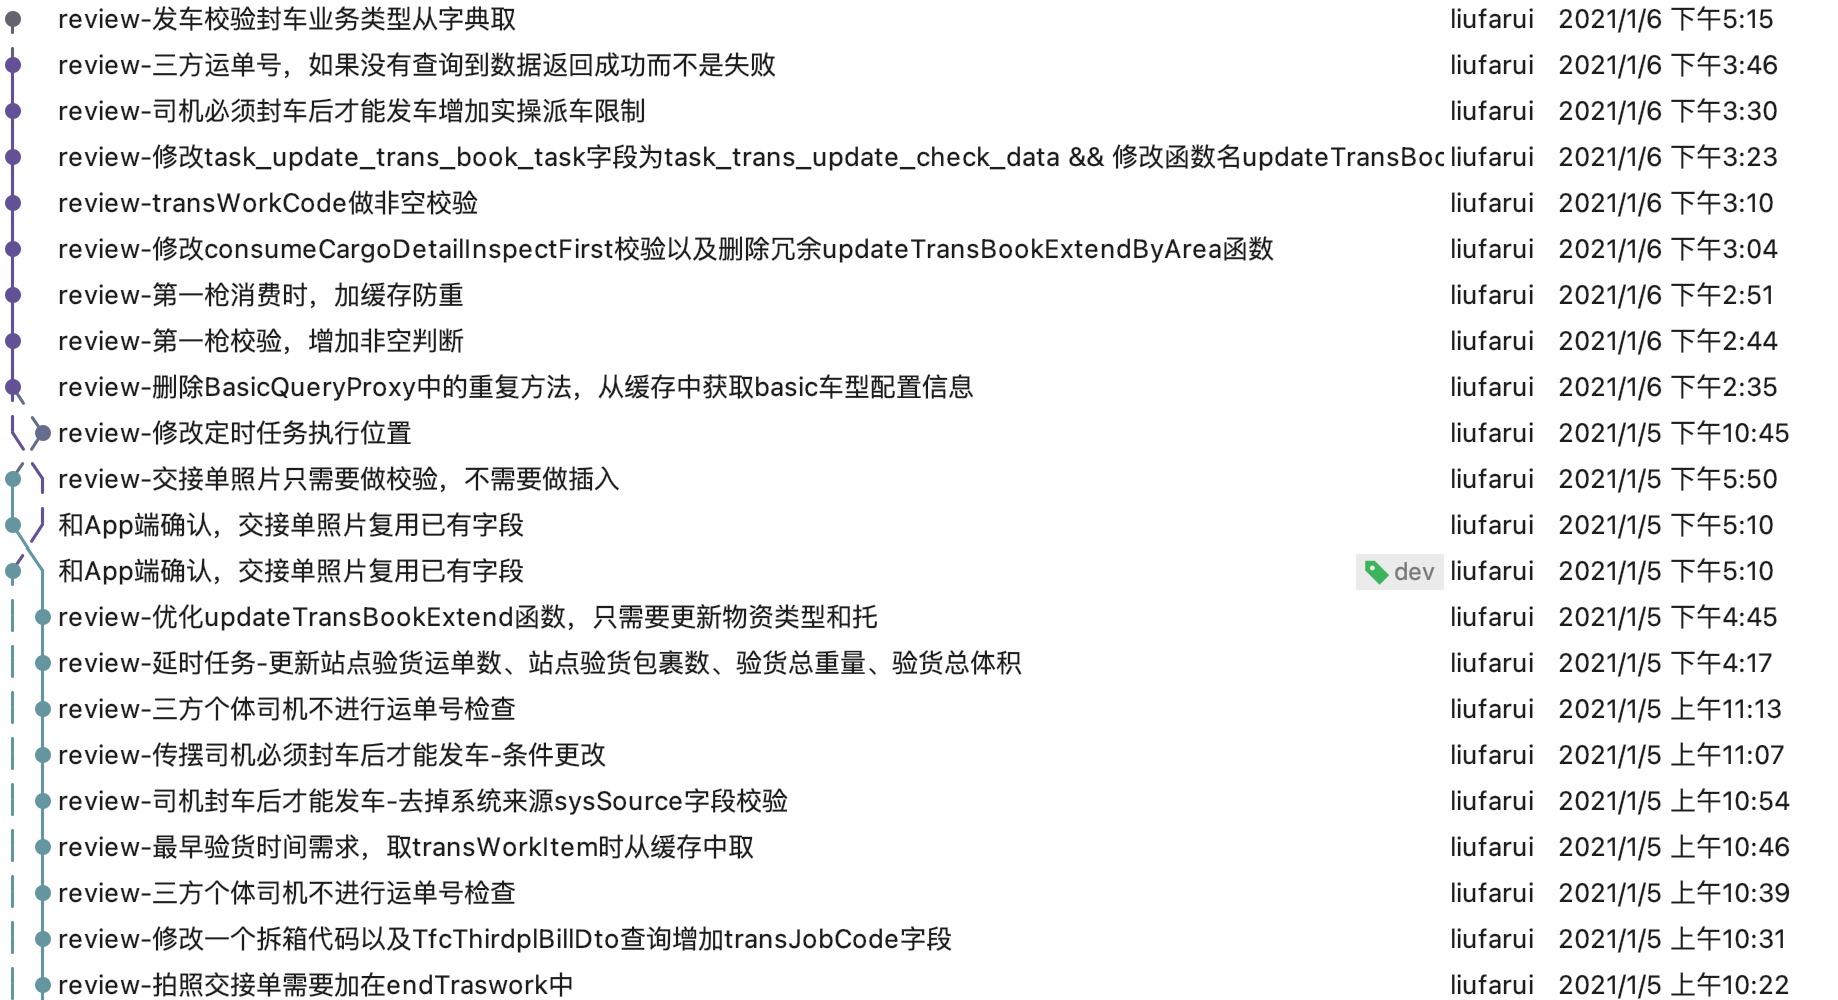 review-发车校验封车业务类型从字典取 liufarui 2021/1/6 下午5:15
review-三方运单号，如果没有查询到数据返回成功而不是失败 liufarui 2021/1/6 下午3:46
review-司机必须封车后才能发车增加实操派车限制 liufarui 2021/1/6 下午3:30
review-修改task_update_trans_book_task字段为task_trans_update_check_data && 修改函数名updateTransBoo liufarui 2021/1/6 下午3:23
review-transWorkCode做非空校验 liufarui 2021/1/6 下午3:10
review-修改consumeCargoDetailInspectFirst校验以及删除冗余updateTransBookExtendByArea函数 liufarui 2021/1/6 下午3:04
review-第一枪消费时，加缓存防重 liufarui 2021/1/6 下午2:51
review-第一枪校验，增加非空判断 liufarui 2021/1/6 下午2:44
review-删除BasicQueryProxy中的重复方法，从缓存中获取basic车型配置信息 liufarui 2021/1/6 下午2:35
review-修改定时任务执行位置 liufarui 2021/1/5 下午10:45
review-交接单照片只需要做校验，不需要做插入 liufarui 2021/1/5 下午5:50
和App端确认，交接单照片复用已有字段 liufarui 2021/1/5 下午5:10
和App端确认，交接单照片复用已有字段 dev liufarui 2021/1/5 下午5:10
review-优化updateTransBookExtend函数，只需要更新物资类型和托 liufarui 2021/1/5 下午4:45
review-延时任务-更新站点验货运单数、站点验货包裹数、验货总重量、验货总体积 liufarui 2021/1/5 下午4:17
review-三方个体司机不进行运单号检查 liufarui 2021/1/5 上午11:13
review-传摆司机必须封车后才能发车-条件更改 liufarui 2021/1/5 上午11:07
review-司机封车后才能发车-去掉系统来源sysSource字段校验 liufarui 2021/1/5 上午10:54
review-最早验货时间需求，取transWorkItem时从缓存中取 liufarui 2021/1/5 上午10:46
review-三方个体司机不进行运单号检查 liufarui 2021/1/5 上午10:39
review-修改一个拆箱代码以及TfcThirdplBillDto查询增加transJobCode字段 liufarui 2021/1/5 上午10:31
review-拍照交接单需要加在endTraswork中 liufarui 2021/1/5 上午10:22